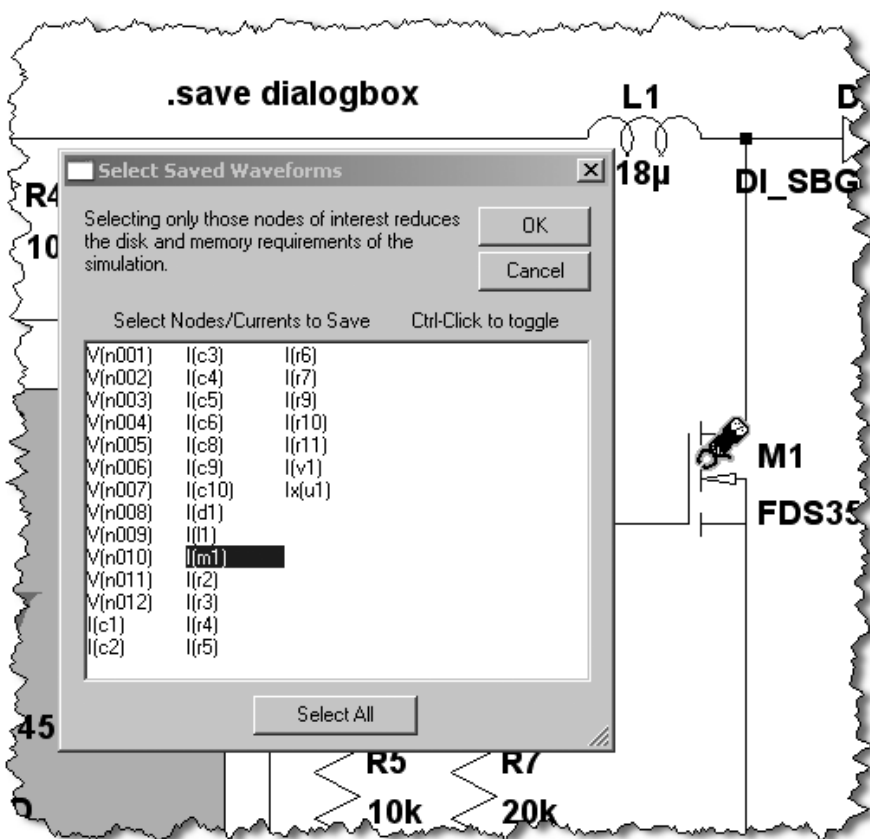 .save dialogbox
L1
D
18µ
DI_SBG
R4
10
Select Saved Waveforms
Selecting only those nodes of interest reduces
the disk and memory requirements of the
simulation.
OK
Cancel
Select Nodes/Currents to Save Ctrl-Click to toggle
V(n001) I(c3) I(r6)
V(n002) I(c4) I(r7)
V(n003) I(c5) I(r9)
V(n004) I(c6) I(r10)
V(n005) I(c8) I(r11)
V(n006) I(c9) I(v1)
V(n007) I(c10) Ix(u1)
V(n008) I(d1)
V(n009) I(l1)
V(n010) I(m1)
V(n011) I(r2)
V(n012) I(r3)
I(c1) I(r4)
I(c2) I(r5)
Select All
M1
FDS35
45
D
R5 R7
10k 20k